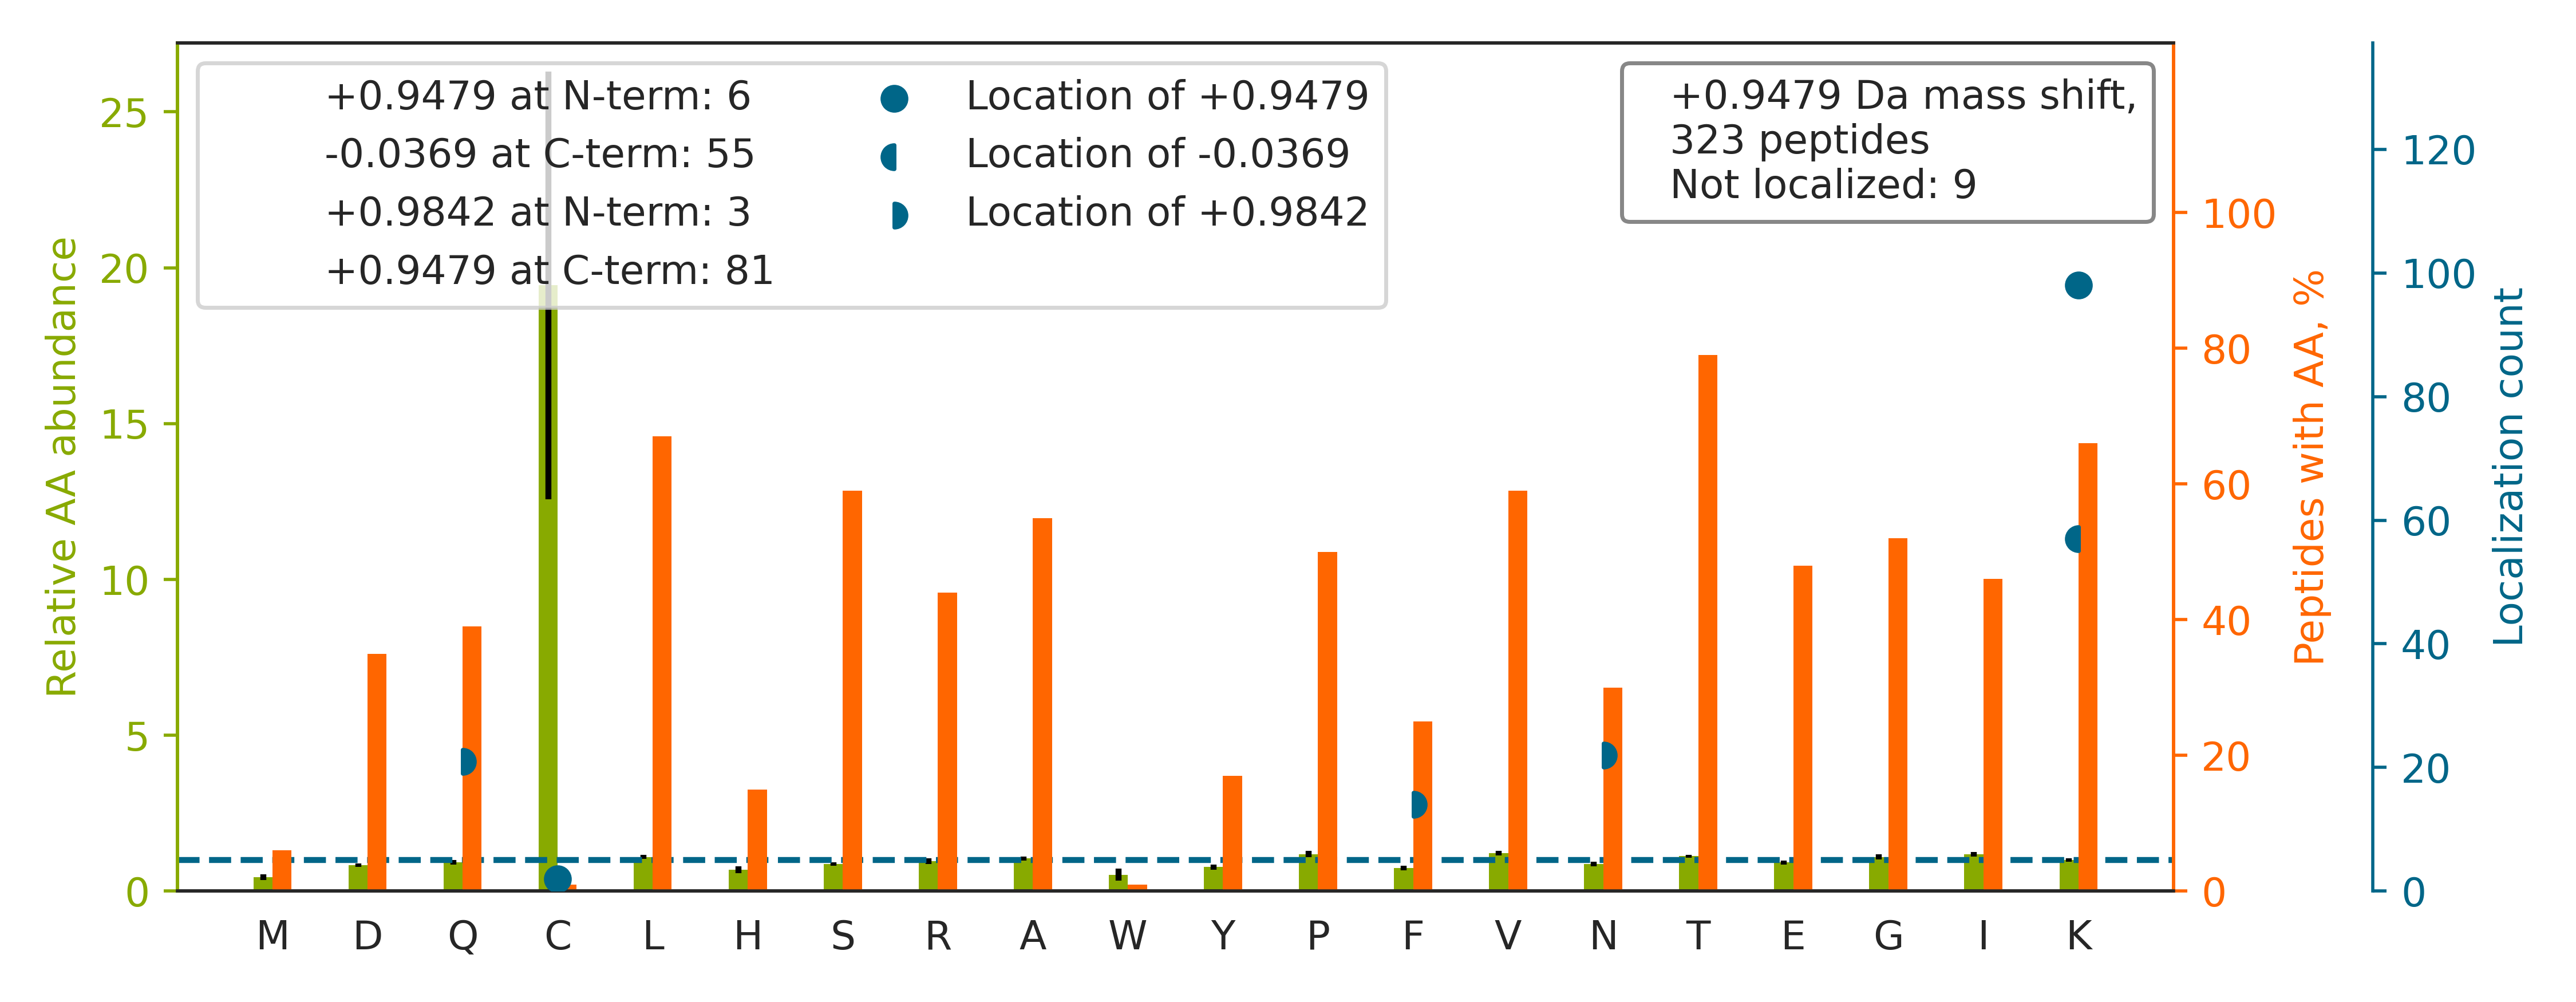 +0.9479 at N-term: 6
-0.0369 at C-term: 55
+0.9842 at N-term: 3
+0.9479 at C-term: 81
Location of +0.9479
Location of -0.0369
Location of +0.9842
+0.9479 Da mass shift,
323 peptides
Not localized: 9
Relative AA abundance
25
20
15
10
5
0
M D Q C L H S R A W Y P F V N T E G I K
100
80
60
40
20
0
Peptides with AA, %
120
100
80
60
40
20
0
Localization count